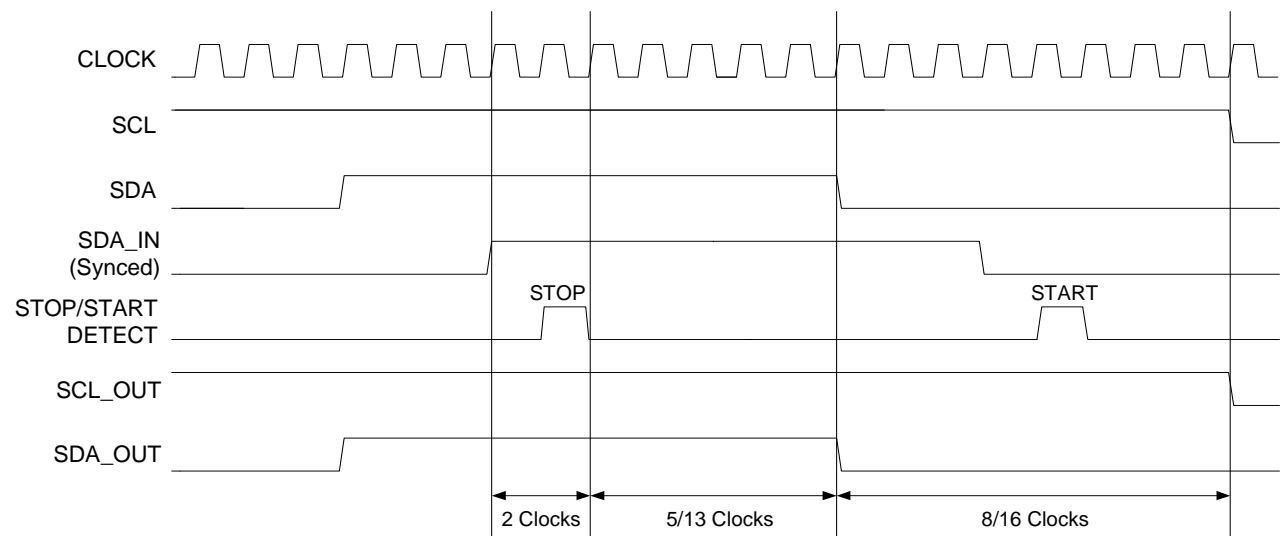 CLOCK
SCL
SDA
SDA_IN
(Synced)
STOP START
STOP/START
DETECT
SCL_OUT
SDA_OUT
2 Clocks 5/13 Clocks 8/16 Clocks